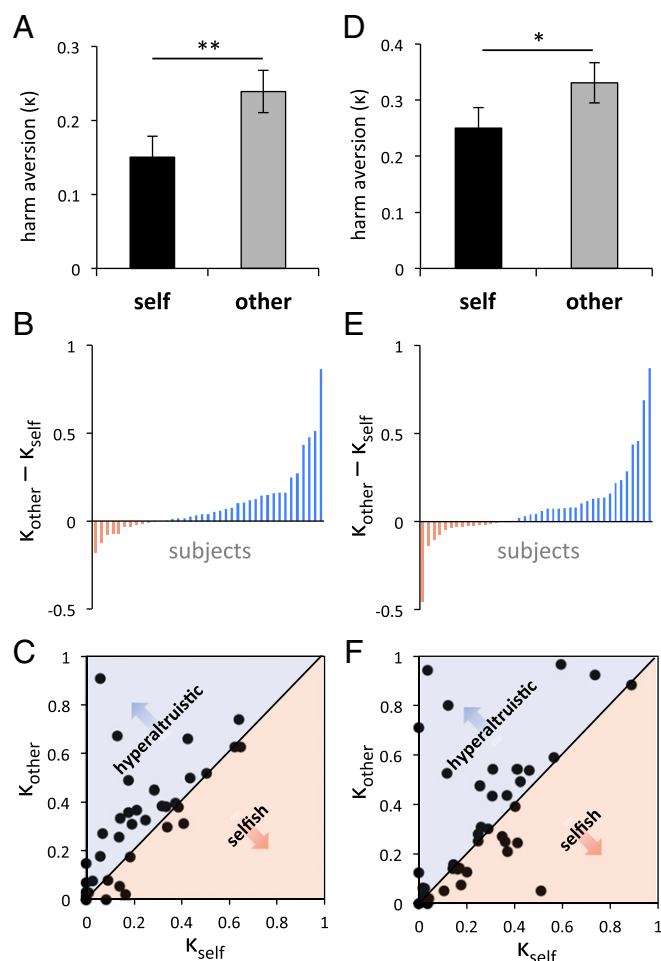 A
0.3
0.2
0.1
0
harm aversion (κ)
**
self
other
D
0.4
0.3
0.2
0.1
0
harm aversion (κ)
*
self
other
B
1
0.5
0
-0.5
κother − κself
subjects
E
1
0.5
0
-0.5
κother − κself
subjects
C
1
0.8
0.6
0.4
0.2
0
κother
hyperaltruistic
selfish
0
0.2
0.4
0.6
0.8
1
κself
F
1
0.8
0.6
0.4
0.2
0
κother
hyperaltruistic
selfish
0
0.2
0.4
0.6
0.8
1
κself